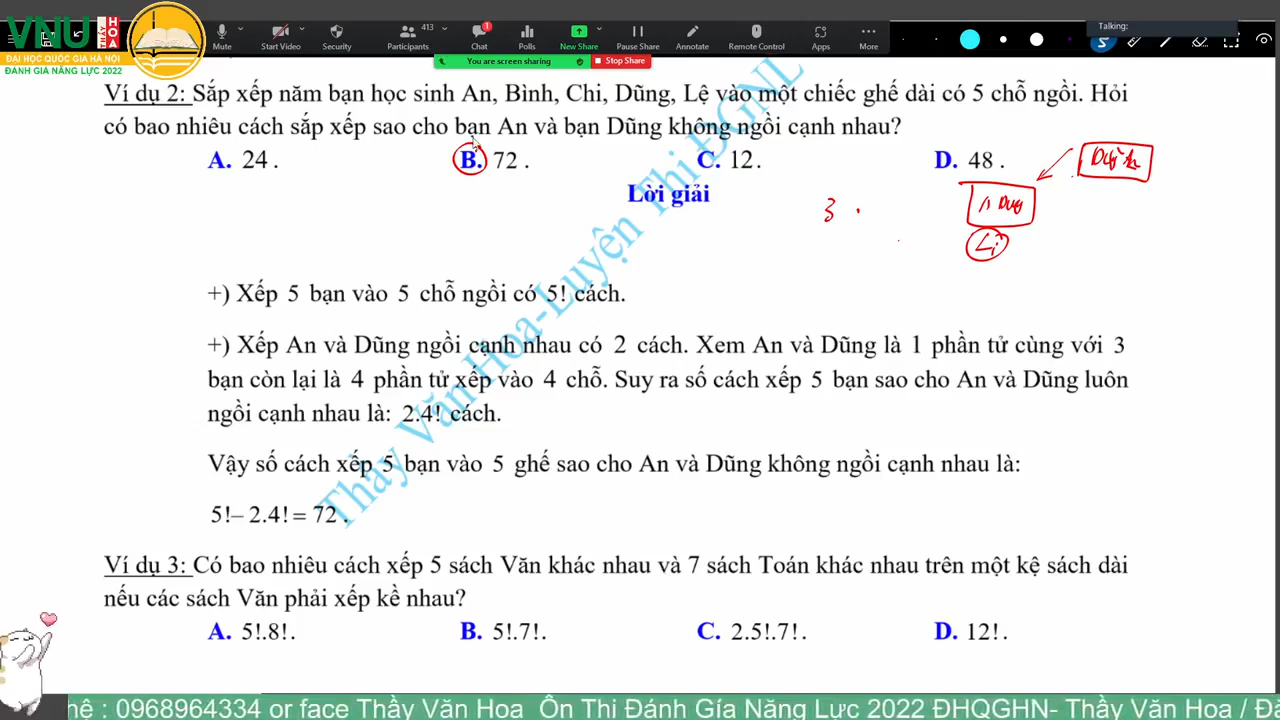 VNU HOA
ĐẠI HỌC QUỐC GIA HÀ NỘI
ĐÁNH GIÁ NĂNG LỰC 2022
Mute
Start Video
Security
Participants 413
Chat 1
Polls
New Share
Pause Share
Annotate
Remote Control
Apps
More
Talking:
You are screen sharing
Stop Share
Ví dụ 2: Sắp xếp năm bạn học sinh An, Bình, Chi, Dũng, Lệ vào một chiếc ghế dài có 5 chỗ ngồi. Hỏi
có bao nhiêu cách sắp xếp sao cho bạn An và bạn Dũng không ngồi cạnh nhau?
A. 24 . B. 72 . C. 12 . D. 48 .
Lời giải
3 .
+) Xếp 5 bạn vào 5 chỗ ngồi có 5! cách.
+) Xếp An và Dũng ngồi cạnh nhau có 2 cách. Xem An và Dũng là 1 phần tử cùng với 3
bạn còn lại là 4 phần tử xếp vào 4 chỗ. Suy ra số cách xếp 5 bạn sao cho An và Dũng luôn
ngồi cạnh nhau là: 2.4! cách.
Vậy số cách xếp 5 bạn vào 5 ghế sao cho An và Dũng không ngồi cạnh nhau là:
5!– 2.4! = 72 .
Thầy Văn Hoa-Luyện Thi ĐGNL
Ví dụ 3: Có bao nhiêu cách xếp 5 sách Văn khác nhau và 7 sách Toán khác nhau trên một kệ sách dài
nếu các sách Văn phải xếp kề nhau?
A. 5!.8!. B. 5!.7!. C. 2.5!.7!. D. 12!.
hệ : 0968964334 or face Thầy Văn Hoa Ôn Thi Đánh Gía Năng Lực 2022 ĐHQGHN- Thầy Văn Hoa /